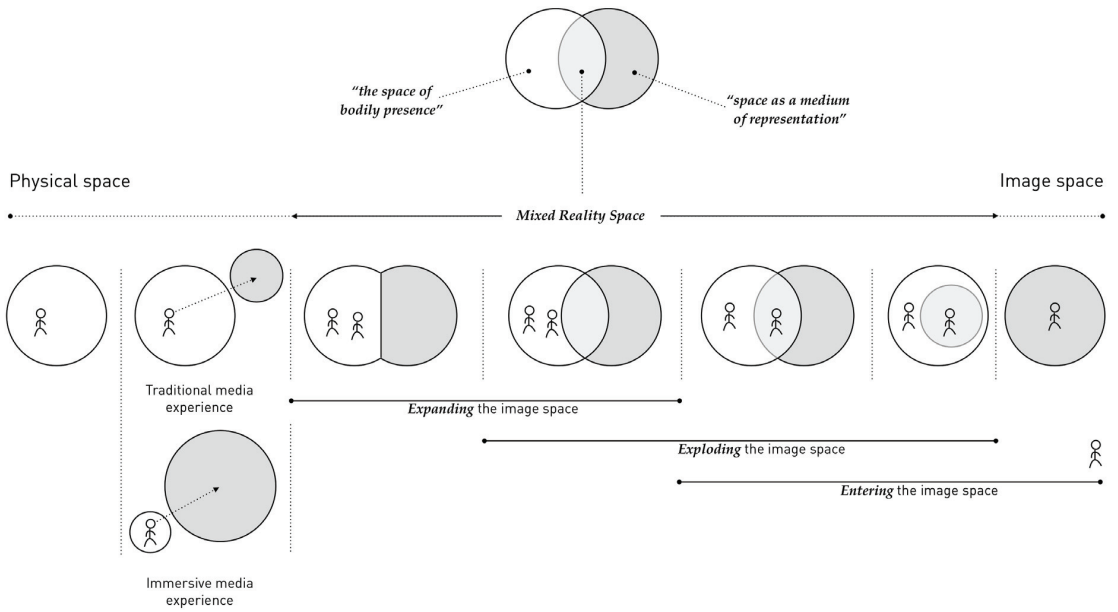 “the space of
bodily presence”
“space as a medium
of representation”
Physical space
Image space
Mixed Reality Space
Traditional media
experience
Expanding the image space
Exploding the image space
Entering the image space
Immersive media
experience